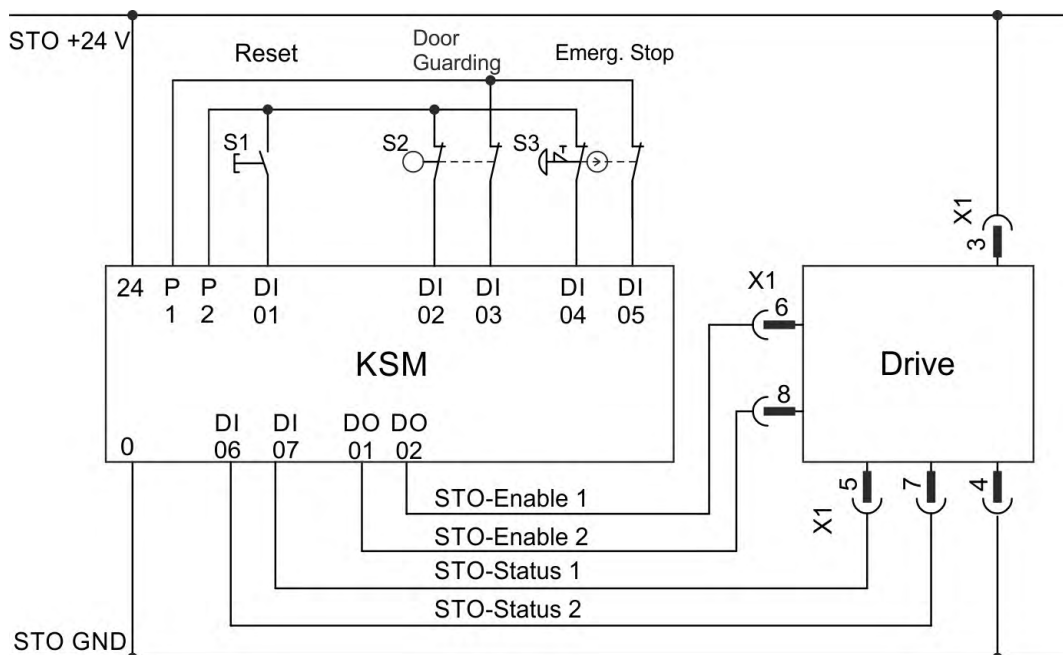 STO +24 V
Reset
Door
Guarding
Emerg. Stop
S1
S2
S3
X1
3
24 P P DI DI DI DI DI
1 2 01 02 03 04 05
KSM
X1
6
8
Drive
0
DI DI DO DO
06 07 01 02
5 7 4
X1
STO-Enable 1
STO-Enable 2
STO-Status 1
STO-Status 2
STO GND